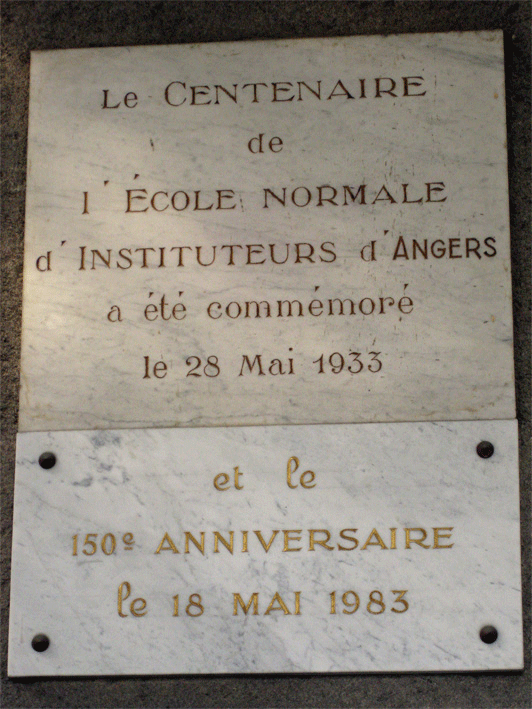 Le CENTENAIRE
de
l'ÉCOLE NORMALE
d'INSTITUTEURS d'ANGERS
a été commémoré
le 28 Mai 1933
et le
150e ANNIVERSAIRE
le 18 MAI 1983